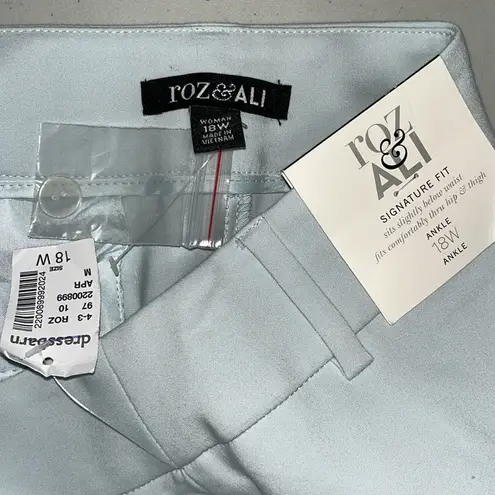 roz&ALI
WOMAN
18W
MADE IN
VIETNAM
roz
&
ALI
SIGNATURE FIT
sits slightly below waist
fits comfortably thru hip & thigh
ANKLE
18W
ANKLE
dressbarn
4-3 ROZ
97 10
2200899
APR M
220089992024
SIZE
18 W